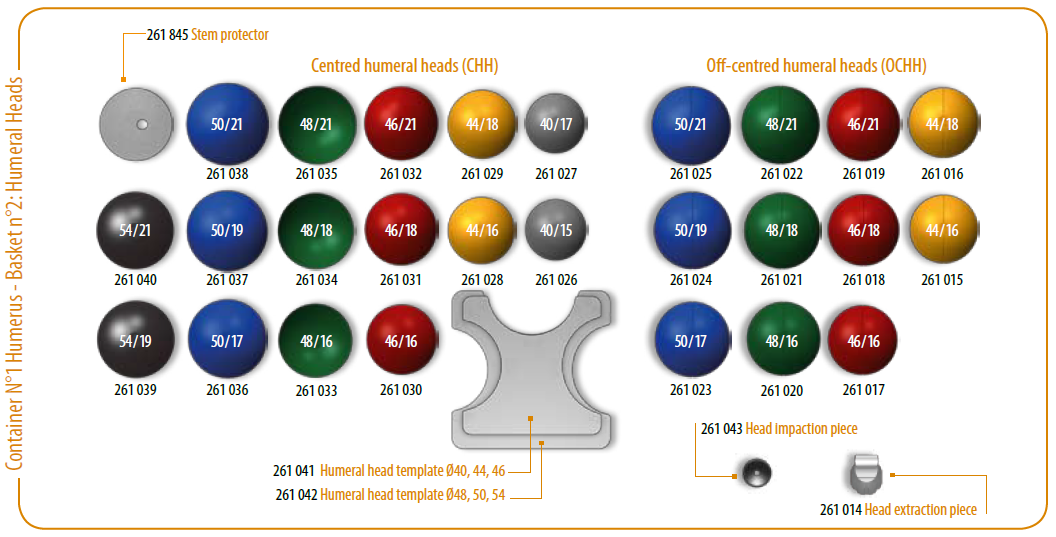 Container N°1 Humerus - Basket n°2: Humeral Heads
261 845 Stem protector
Centred humeral heads (CHH)
50/21 48/21 46/21 44/18 40/17
261 038 261 035 261 032 261 029 261 027
54/21 50/19 48/18 46/18 44/16 40/15
261 040 261 037 261 034 261 031 261 028 261 026
54/19 50/17 48/16 46/16
261 039 261 036 261 033 261 030
261 041 Humeral head template Ø40, 44, 46
261 042 Humeral head template Ø48, 50, 54
Off-centred humeral heads (OCHH)
50/21 48/21 46/21 44/18
261 025 261 022 261 019 261 016
50/19 48/18 46/18 44/16
261 024 261 021 261 018 261 015
50/17 48/16 46/16
261 023 261 020 261 017
261 043 Head impaction piece
261 014 Head extraction piece